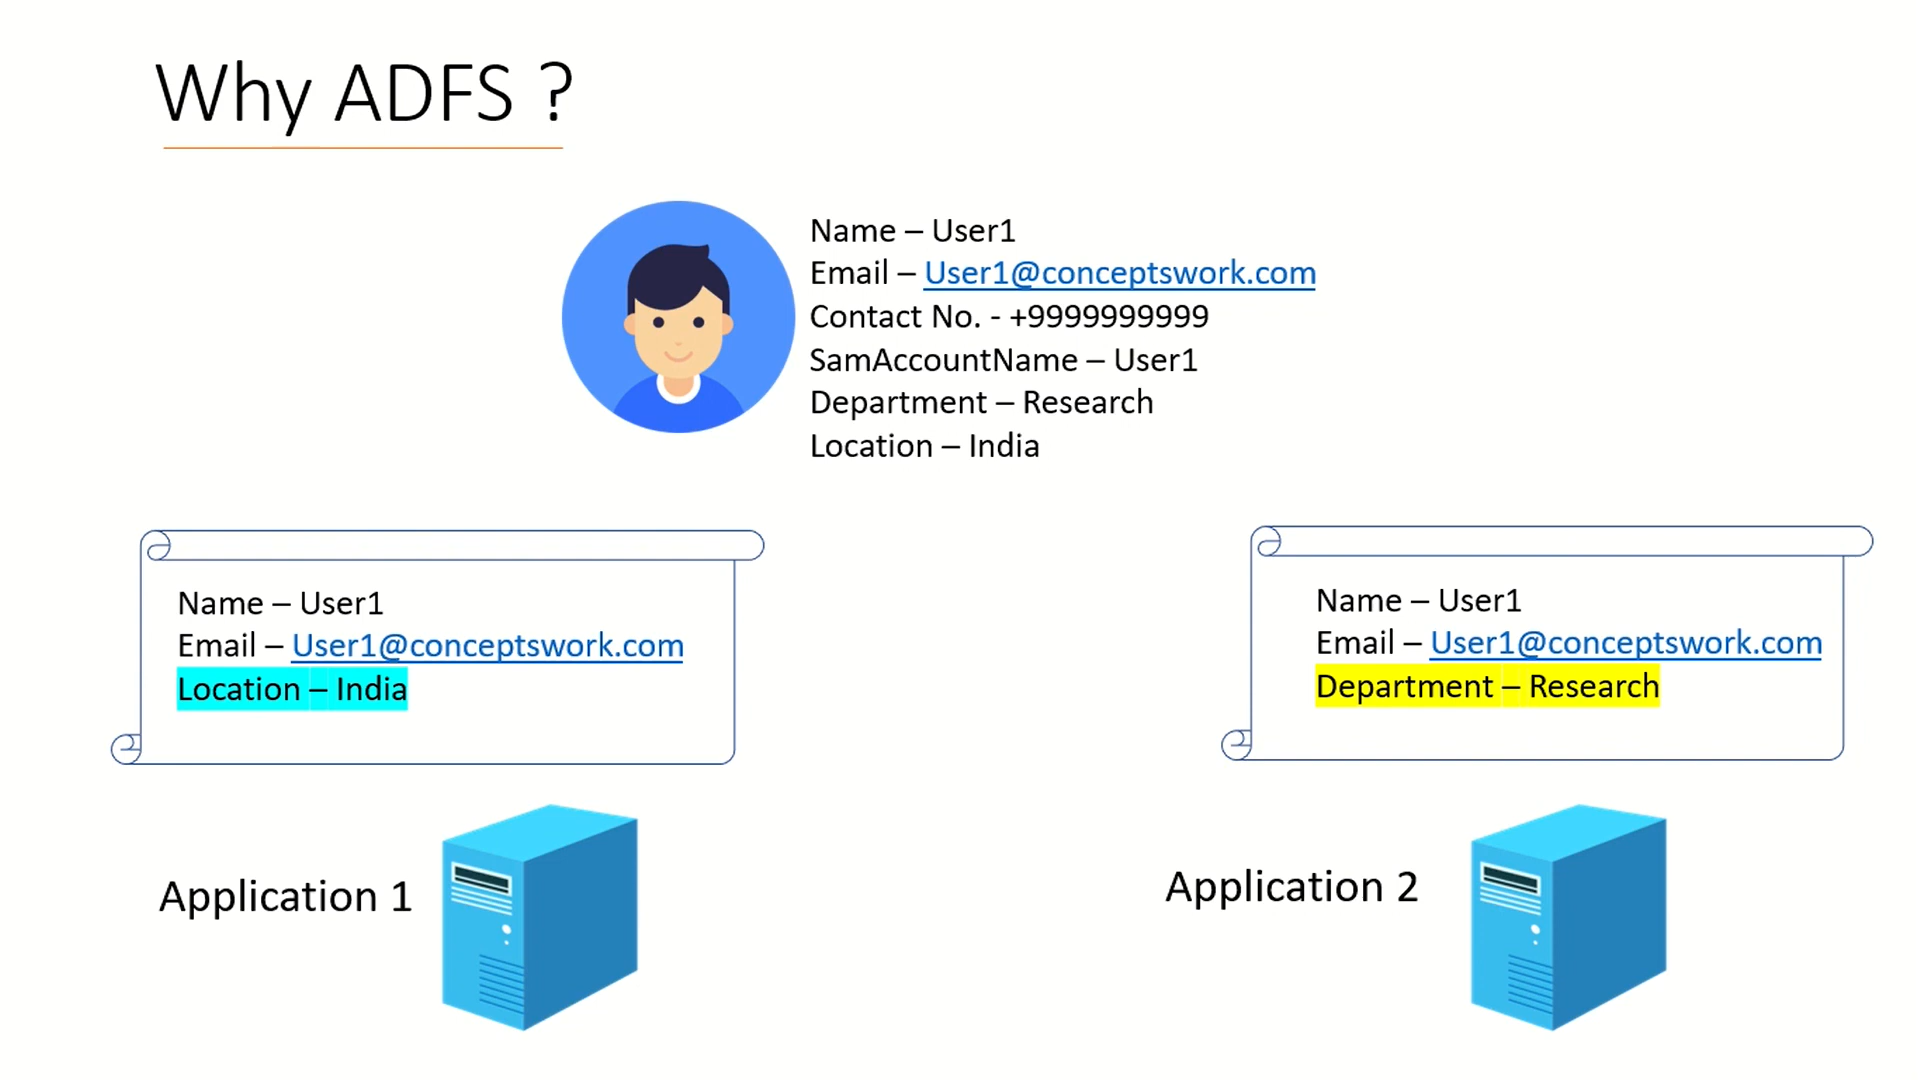 Why ADFS ?
Name – User1
Email – User1@conceptswork.com
Contact No. - +9999999999
SamAccountName – User1
Department – Research
Location – India
Name – User1
Email – User1@conceptswork.com
Location – India
Name – User1
Email – User1@conceptswork.com
Department – Research
Application 1
Application 2